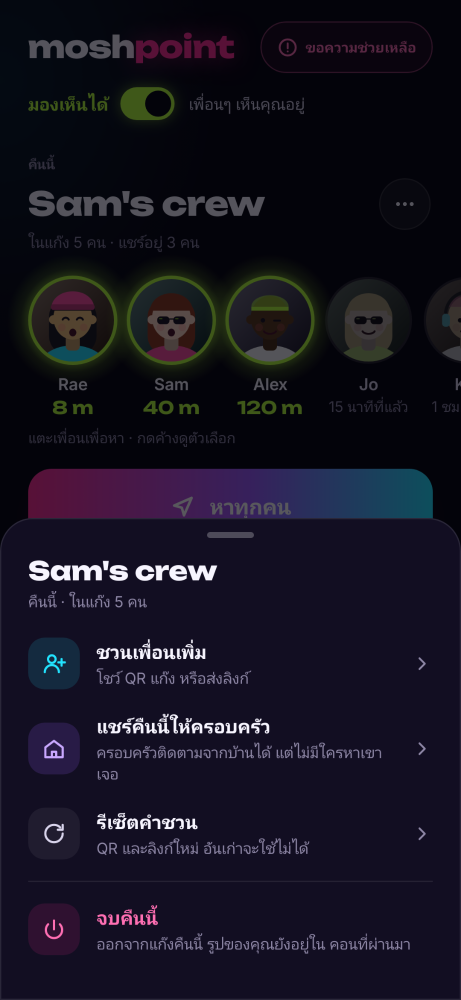 moshpoint
ขอความช่วยเหลือ
มองเห็นได้
เพื่อนๆ เห็นคุณอยู่
คืนนี้
Sam's crew
ในแก๊ง 5 คน · แชร์อยู่ 3 คน
Rae
Sam
Alex
Jo
K
8 m
40 m
120 m
15 นาทีที่แล้ว
1 ชม
แตะเพื่อนเพื่อหา · กดค้างดูตัวเลือก
หาทุกคน
Sam's crew
คืนนี้ · ในแก๊ง 5 คน
ชวนเพื่อนเพิ่ม
โชว์ QR แก๊ง หรือส่งลิงก์
แชร์คืนนี้ให้ครอบครัว
ครอบครัวติดตามจากบ้านได้ แต่ไม่มีใครหาเขา
เจอ
รีเซ็ตคำชวน
QR และลิงก์ใหม่ อันเก่าจะใช้ไม่ได้
จบคืนนี้
ออกจากแก๊งคืนนี้ รูปของคุณยังอยู่ใน คอนที่ผ่านมา